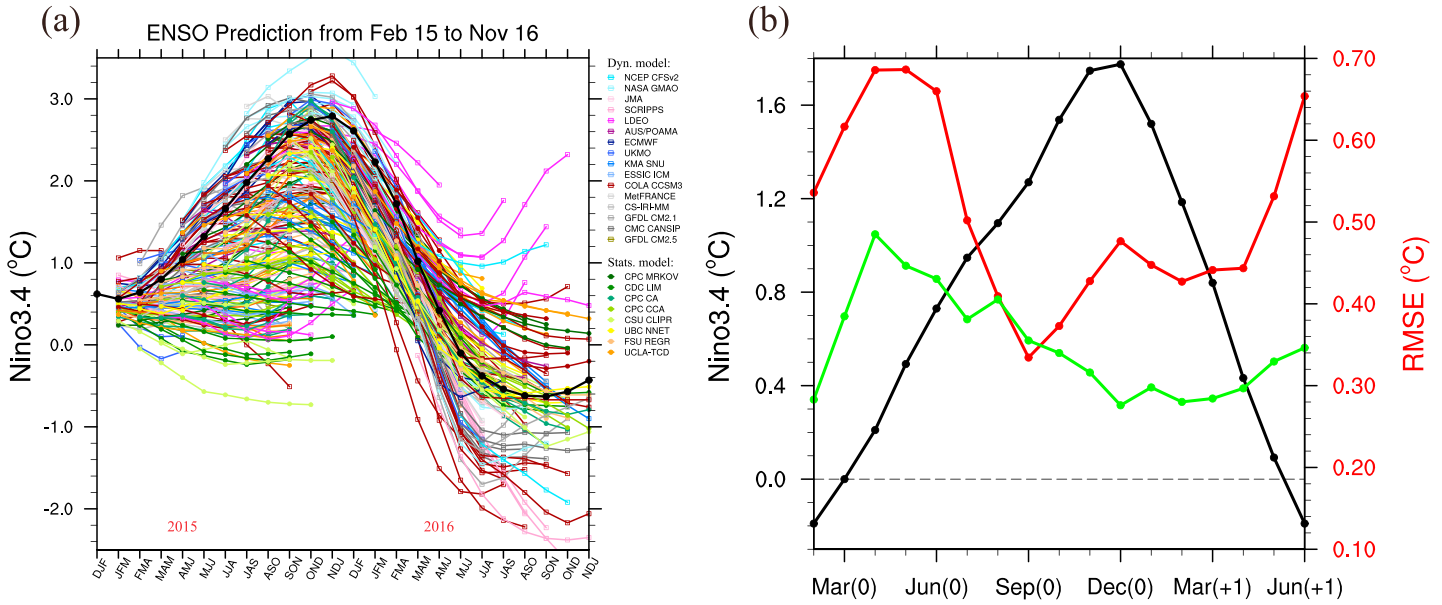 (a)
ENSO Prediction from Feb 15 to Nov 16
Nino3.4 (°C)
3.0
2.0
1.0
0.0
-1.0
-2.0
2015
2016
DJF
JFM
FMA
MAM
AMJ
MJJ
JJA
JAS
ASO
SON
OND
NDJ
DJF
JFM
FMA
MAM
AMJ
MJJ
JJA
JAS
ASO
SON
OND
NDJ
Dyn. model:
NCEP CFSv2
NASA GMAO
JMA
SCRIPPS
LDEO
AUS/POAMA
ECMWF
UKMO
KMA SNU
ESSIC ICM
COLA CCSM3
MetFRANCE
CS-IRI-MM
GFDL CM2.1
CMC CANSIP
GFDL CM2.5
Stats. model:
CPC MRKOV
CDC LIM
CPC CA
CPC CCA
CSU CLIPR
UBC NNET
FSU REGR
UCLA-TCD
(b)
Nino3.4 (°C)
1.6
1.2
0.8
0.4
0.0
0.70
0.60
0.50
0.40
0.30
0.20
0.10
RMSE (°C)
Mar(0)
Jun(0)
Sep(0)
Dec(0)
Mar(+1)
Jun(+1)